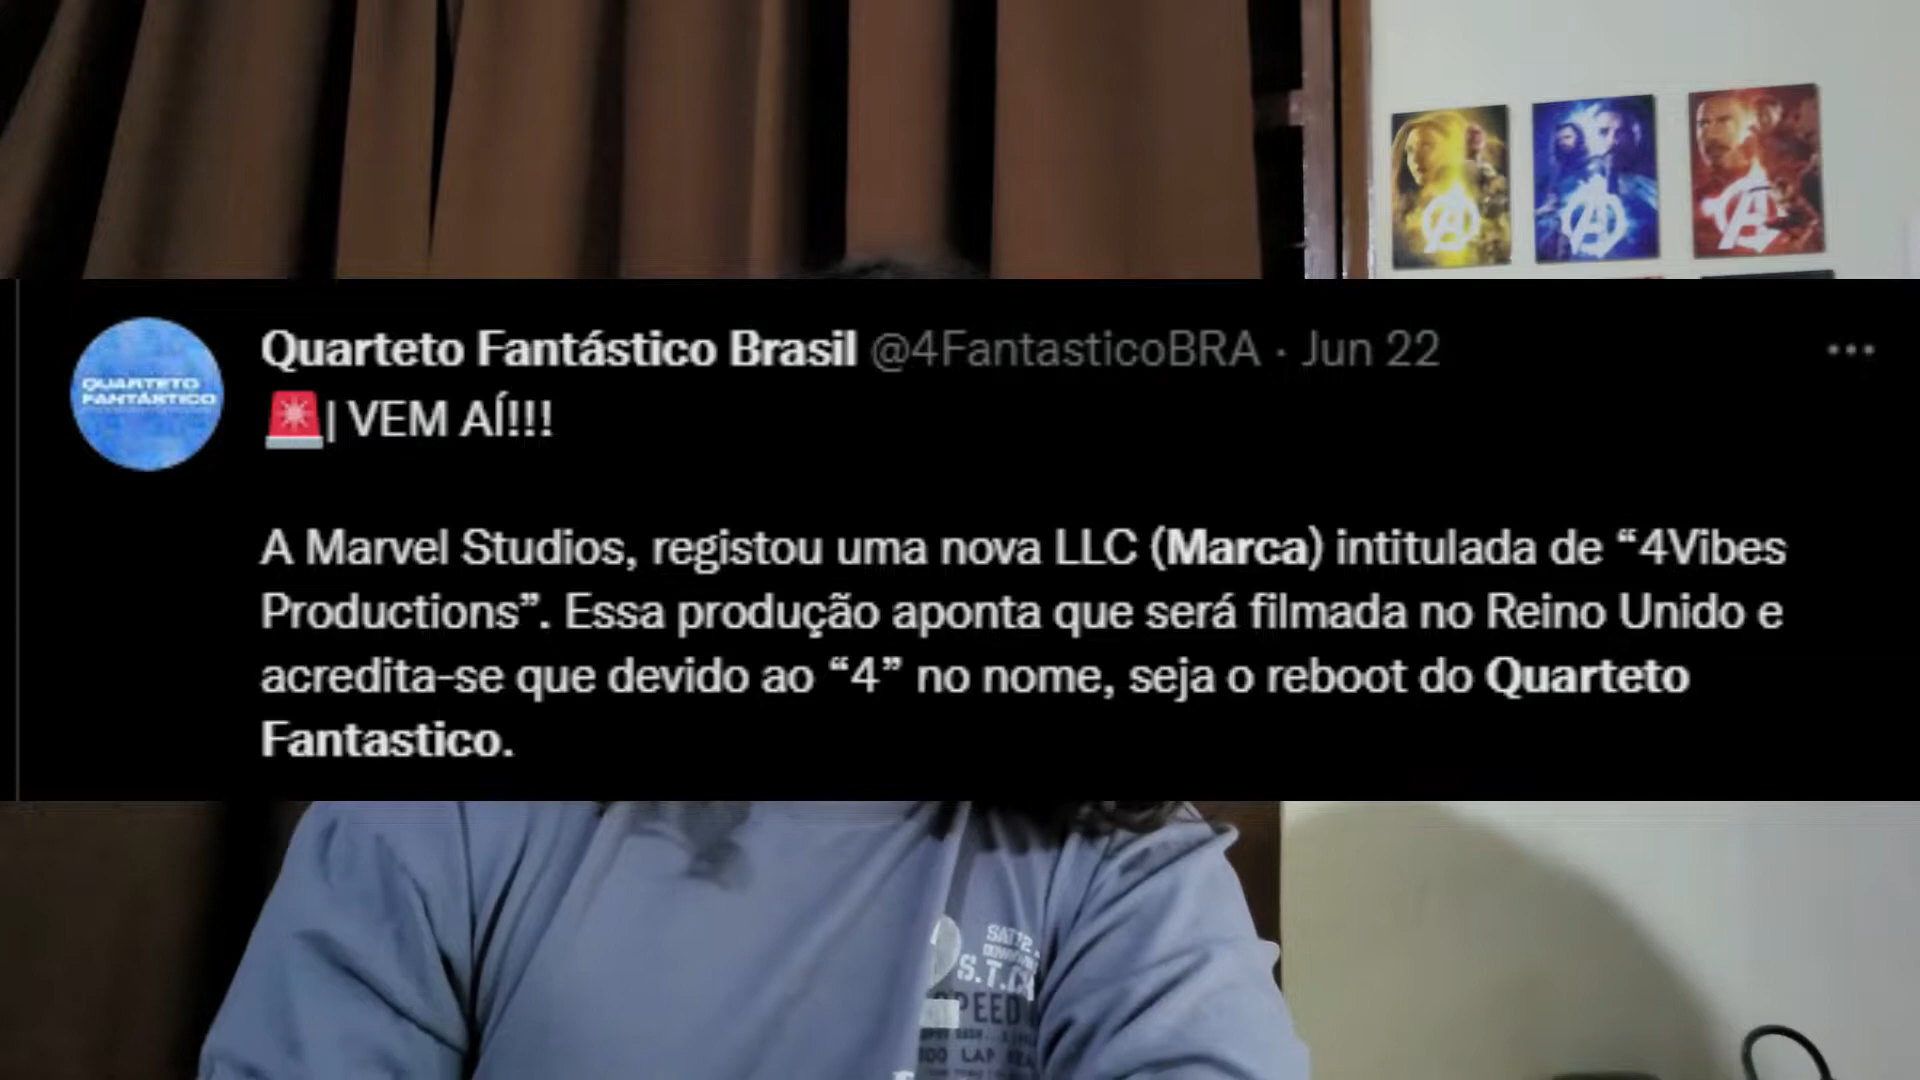 Quarteto Fantástico Brasil @4FantasticoBRA · Jun 22
QUARTETO
FANTÁSTICO
🚨| VEM AÍ!!!
A Marvel Studios, registou uma nova LLC (Marca) intitulada de “4Vibes
Productions”. Essa produção aponta que será filmada no Reino Unido e
acredita-se que devido ao “4” no nome, seja o reboot do Quarteto
Fantastico.
S.T.